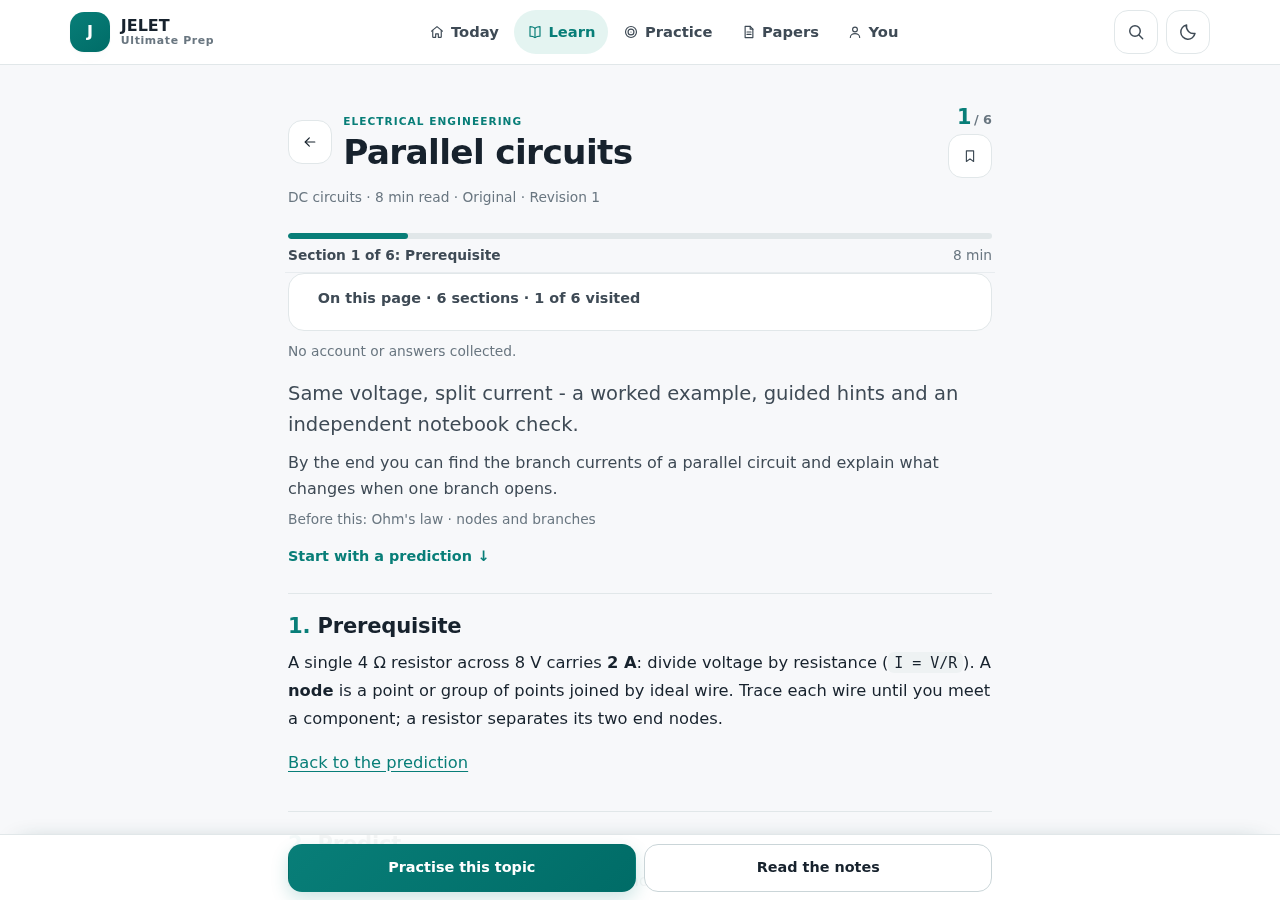 J
JELET
Ultimate Prep
Today
Learn
Practice
Papers
You
ELECTRICAL ENGINEERING
Parallel circuits
1 / 6
DC circuits · 8 min read · Original · Revision 1
Section 1 of 6: Prerequisite
8 min
On this page · 6 sections · 1 of 6 visited
No account or answers collected.
Same voltage, split current - a worked example, guided hints and an
independent notebook check.
By the end you can find the branch currents of a parallel circuit and explain what
changes when one branch opens.
Before this: Ohm's law · nodes and branches
Start with a prediction ↓
1. Prerequisite
A single 4 Ω resistor across 8 V carries 2 A: divide voltage by resistance ( I = V/R ). A
node is a point or group of points joined by ideal wire. Trace each wire until you meet
a component; a resistor separates its two end nodes.
Back to the prediction
2. Predict
Practise this topic
Read the notes